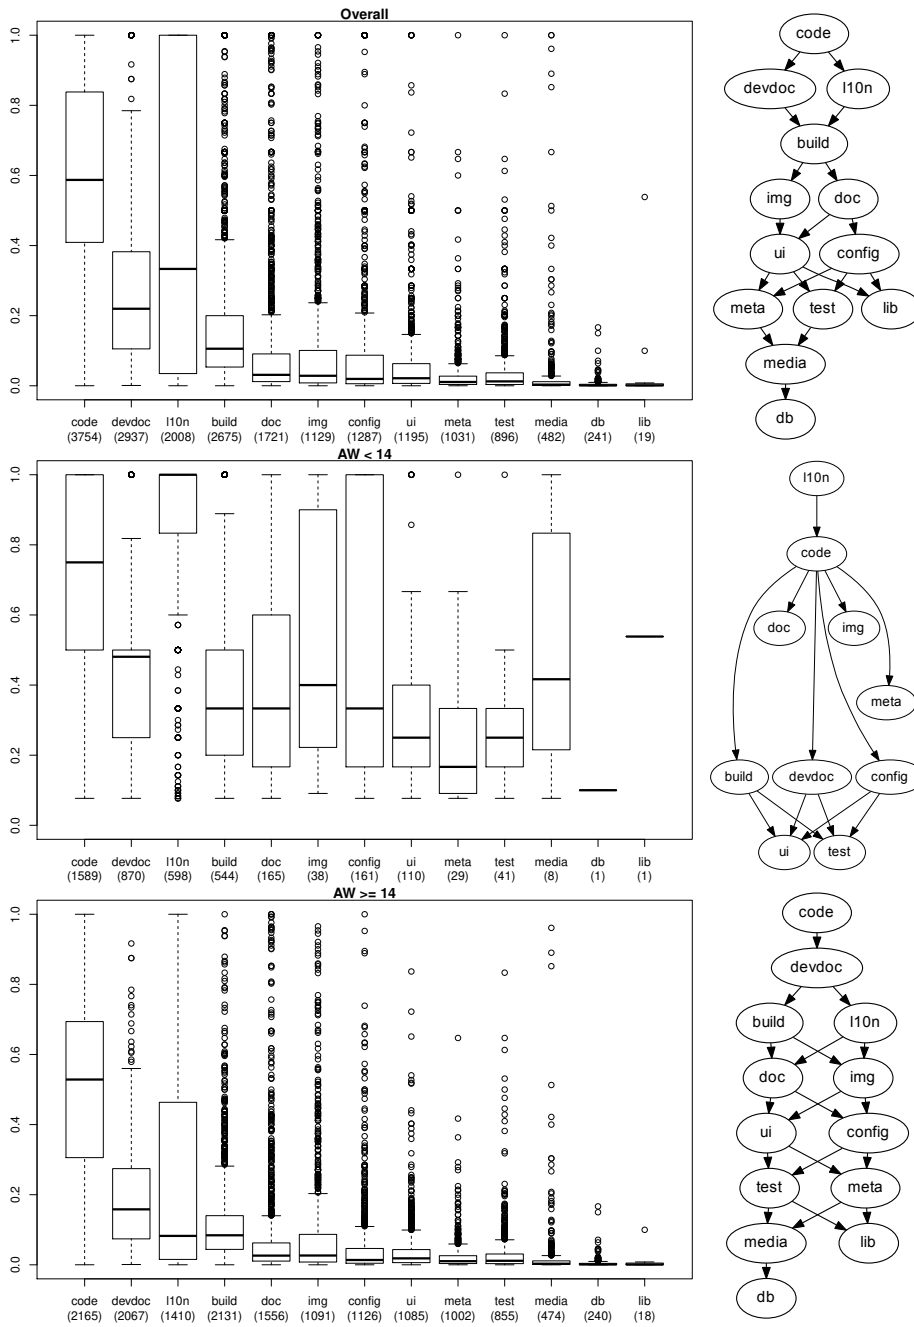 Overall
1.0
0.8
0.6
0.4
0.2
0.0
code devdoc l10n build doc img config ui meta test media db lib
(3754) (2937) (2008) (2675) (1721) (1129) (1287) (1195) (1031) (896) (482) (241) (19)
code
devdoc l10n
build
img doc
ui config
meta test lib
media
db
AW < 14
1.0
0.8
0.6
0.4
0.2
0.0
code devdoc l10n build doc img config ui meta test media db lib
(1589) (870) (598) (544) (165) (38) (161) (110) (29) (41) (8) (1) (1)
l10n
code
doc img
meta
build devdoc config
ui test
AW >= 14
1.0
0.8
0.6
0.4
0.2
0.0
code devdoc l10n build doc img config ui meta test media db lib
(2165) (2067) (1410) (2131) (1556) (1091) (1126) (1085) (1002) (855) (474) (240) (18)
code
devdoc
build l10n
doc img
ui config
test meta
media lib
db